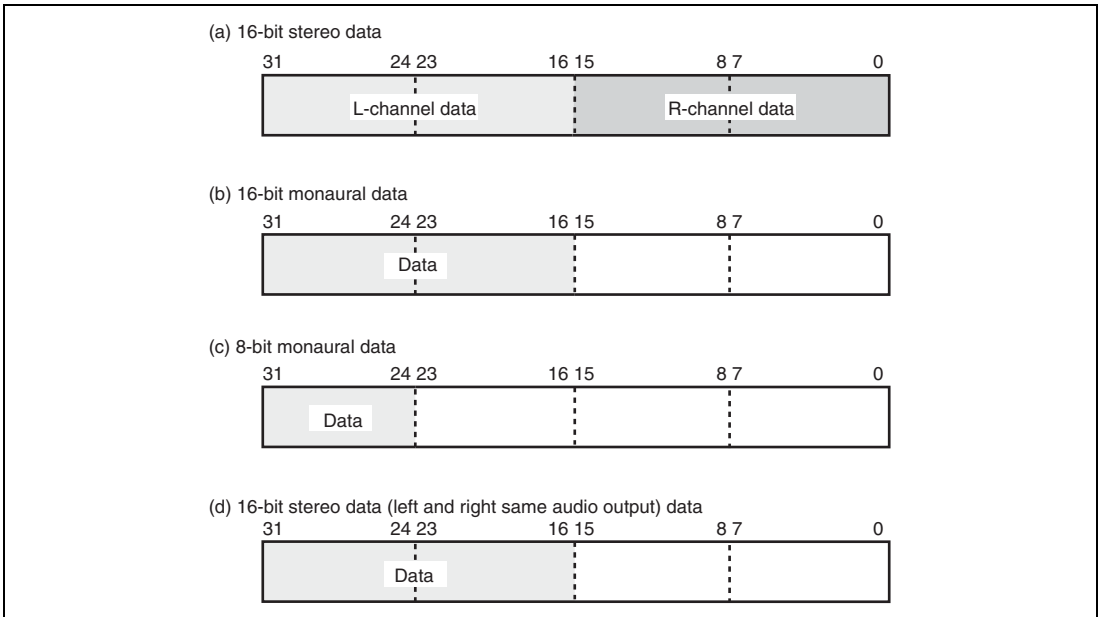 (a) 16-bit stereo data
31 24 23 16 15 8 7 0
L-channel data R-channel data
(b) 16-bit monaural data
31 24 23 16 15 8 7 0
Data
(c) 8-bit monaural data
31 24 23 16 15 8 7 0
Data
(d) 16-bit stereo data (left and right same audio output) data
31 24 23 16 15 8 7 0
Data